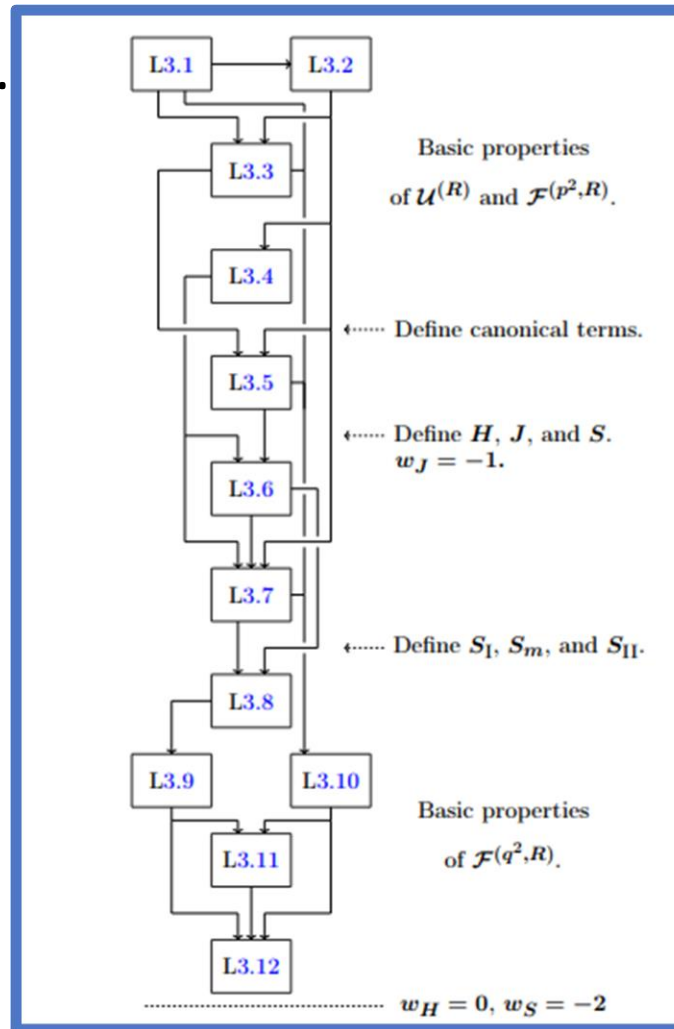 L3.1
L3.2
L3.3
Basic properties
of 𝓤^(R) and 𝓕^(p²,R).
L3.4
Define canonical terms.
L3.5
Define H, J, and S.
w_J = −1.
L3.6
L3.7
Define S_I, S_m, and S_II.
L3.8
L3.9
L3.10
Basic properties
L3.11
of 𝓕^(q²,R).
L3.12
w_H = 0, w_S = −2